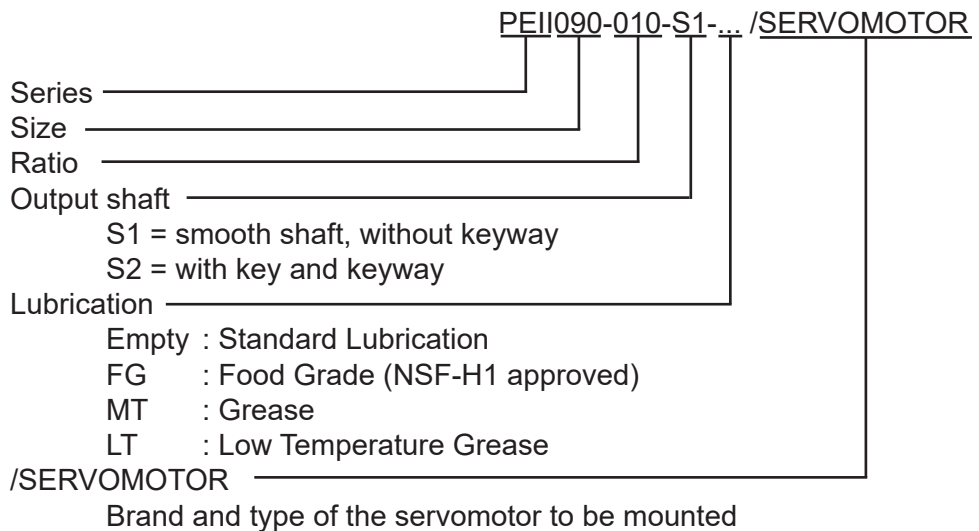 PEII090-010-S1-... /SERVOMOTOR
Series
Size
Ratio
Output shaft
S1 = smooth shaft, without keyway
S2 = with key and keyway
Lubrication
Empty : Standard Lubrication
FG : Food Grade (NSF-H1 approved)
MT : Grease
LT : Low Temperature Grease
/SERVOMOTOR
Brand and type of the servomotor to be mounted